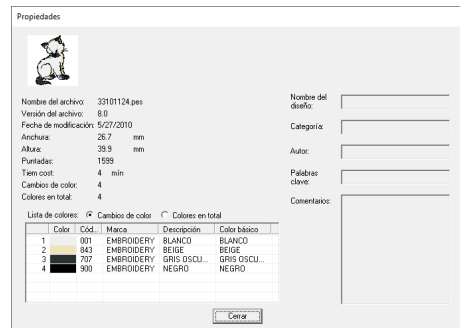 Propiedades
Nombre del archivo: 33101124.pes
Versión del archivo: 8.0
Fecha de modificación: 5/27/2010
Anchura: 26.7 mm
Altura: 39.9 mm
Puntadas: 1599
Tiem cost: 4 min
Cambios de color: 4
Colores en total: 4
Lista de colores: Cambios de color Colores en total
Color Cód... Marca Descripción Color básico
1 001 EMBROIDERY BLANCO BLANCO
2 843 EMBROIDERY BEIGE BEIGE
3 707 EMBROIDERY GRIS OSCU... GRIS OSCU...
4 900 EMBROIDERY NEGRO NEGRO
Nombre del
diseño:
Categoría:
Autor:
Palabras
clave:
Comentarios:
Cerrar